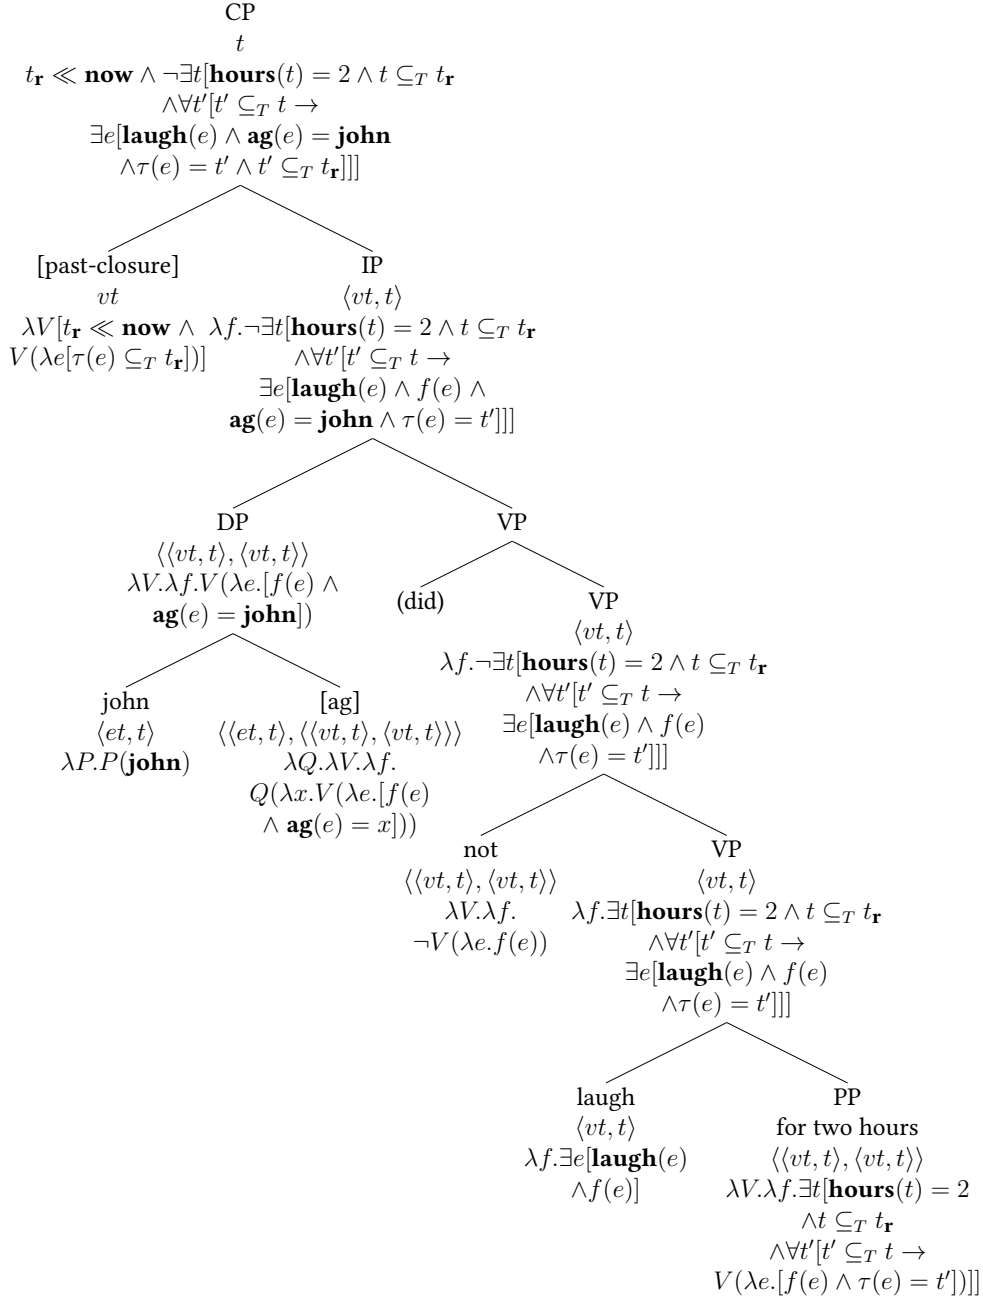 CP
t
t_r ≪ now ∧ ¬∃t[hours(t) = 2 ∧ t ⊆_T t_r
∧∀t′[t′ ⊆_T t →
∃e[laugh(e) ∧ ag(e) = john
∧τ(e) = t′ ∧ t′ ⊆_T t_r]]]
[past-closure]
vt
λV[t_r ≪ now ∧
V(λe[τ(e) ⊆_T t_r])]
IP
⟨vt, t⟩
λf.¬∃t[hours(t) = 2 ∧ t ⊆_T t_r
∧∀t′[t′ ⊆_T t →
∃e[laugh(e) ∧ f(e) ∧
ag(e) = john ∧ τ(e) = t′]]]
DP
⟨⟨vt, t⟩, ⟨vt, t⟩⟩
λV.λf.V(λe.[f(e) ∧
ag(e) = john])
VP
(did)
VP
⟨vt, t⟩
λf.¬∃t[hours(t) = 2 ∧ t ⊆_T t_r
∧∀t′[t′ ⊆_T t →
∃e[laugh(e) ∧ f(e)
∧τ(e) = t′]]]
john
⟨et, t⟩
λP.P(john)
[ag]
⟨⟨et, t⟩, ⟨⟨vt, t⟩, ⟨vt, t⟩⟩⟩
λQ.λV.λf.
Q(λx.V(λe.[f(e)
∧ ag(e) = x]))
not
⟨⟨vt, t⟩, ⟨vt, t⟩⟩
λV.λf.
¬V(λe.f(e))
VP
⟨vt, t⟩
λf.∃t[hours(t) = 2 ∧ t ⊆_T t_r
∧∀t′[t′ ⊆_T t →
∃e[laugh(e) ∧ f(e)
∧τ(e) = t′]]]
laugh
⟨vt, t⟩
λf.∃e[laugh(e)
∧f(e)]
PP
for two hours
⟨⟨vt, t⟩, ⟨vt, t⟩⟩
λV.λf.∃t[hours(t) = 2
∧t ⊆_T t_r
∧∀t′[t′ ⊆_T t →
V(λe.[f(e) ∧ τ(e) = t′])]]